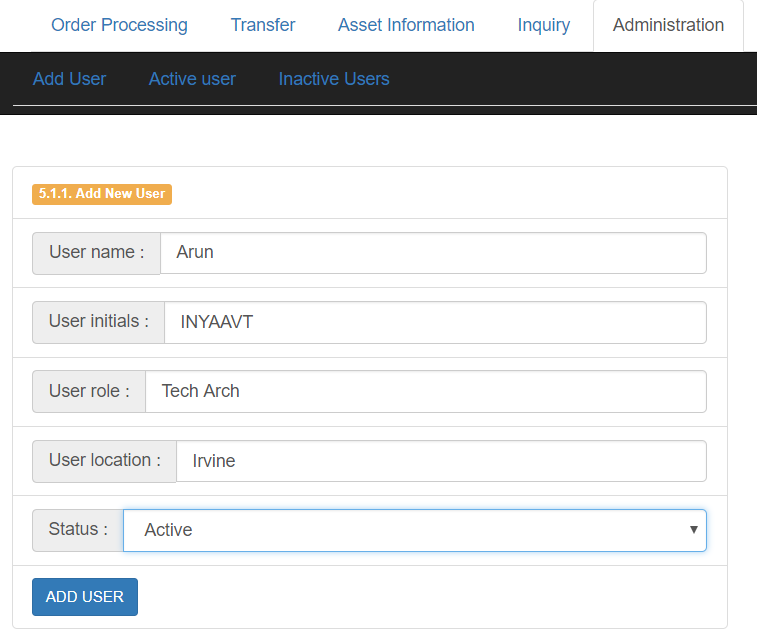 Order Processing Transfer Asset Information Inquiry Administration
Add User Active user Inactive Users
5.1.1. Add New User
User name : Arun
User initials : INYAAVT
User role : Tech Arch
User location : Irvine
Status : Active
ADD USER